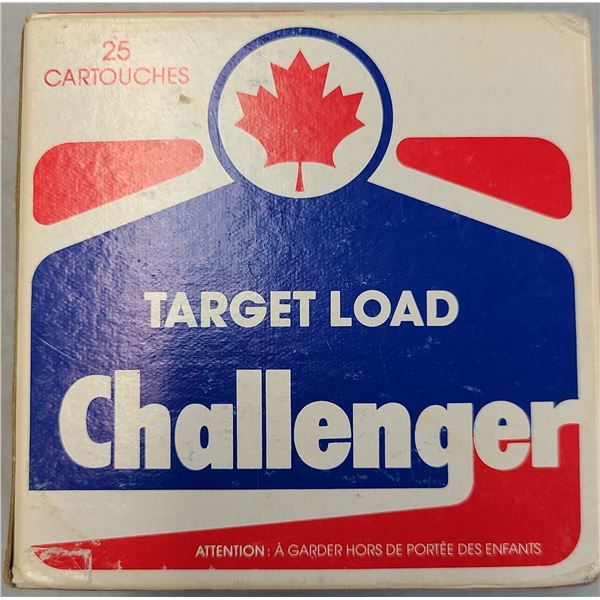 25
CARTOUCHES
TARGET LOAD
Challenger
ATTENTION : À GARDER HORS DE PORTÉE DES ENFANTS